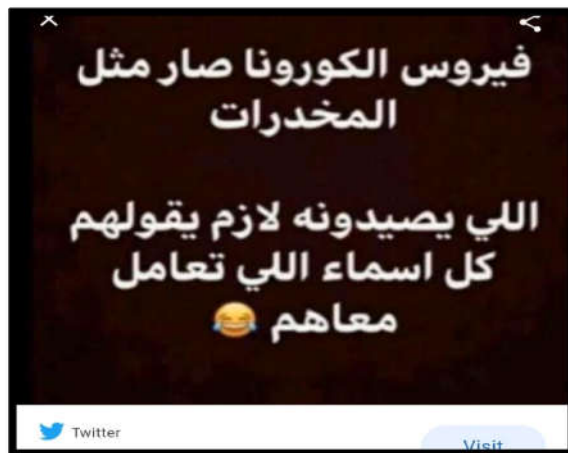 فيروس الكورونا صار مثل
المخدرات
اللي يصيدونه لازم يقولهم
كل اسماء اللي تعامل
معاهم 😂
Twitter
Visit